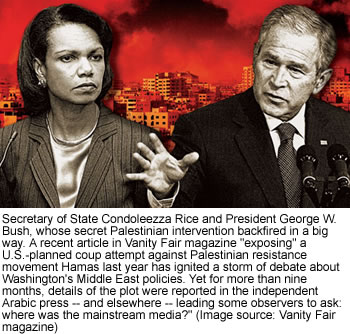 Secretary of State Condoleezza Rice and President George W.
Bush, whose secret Palestinian intervention backfired in a big
way. A recent article in Vanity Fair magazine "exposing" a
U.S.-planned coup attempt against Palestinian resistance
movement Hamas last year has ignited a storm of debate about
Washington's Middle East policies. Yet for more than nine
months, details of the plot were reported in the independent
Arabic press -- and elsewhere -- leading some observers to ask:
where was the mainstream media?" (Image source: Vanity Fair
magazine)